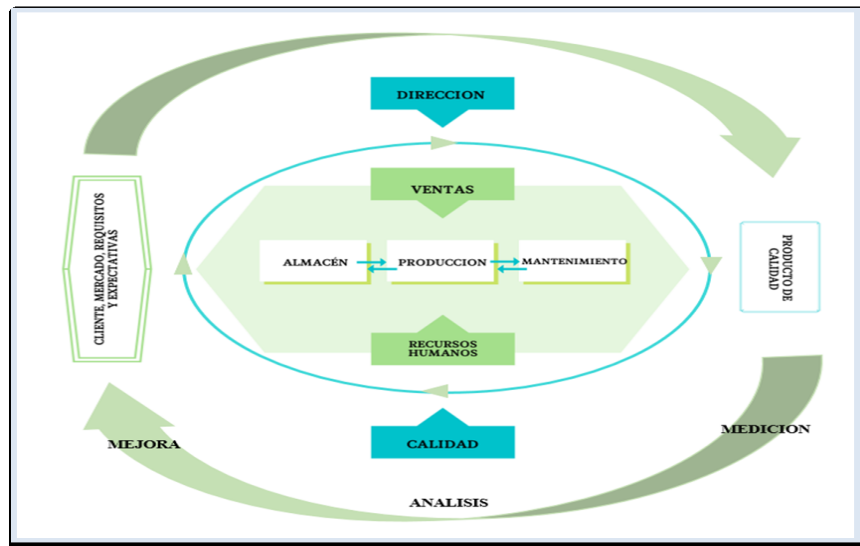 DIRECCION
VENTAS
CLIENTE, MERCADO, REQUISITOS
Y EXPECTATIVAS
ALMACÉN
PRODUCCION
MANTENIMIENTO
PRODUCTO DE
CALIDAD
RECURSOS
HUMANOS
CALIDAD
MEJORA
MEDICION
ANALISIS